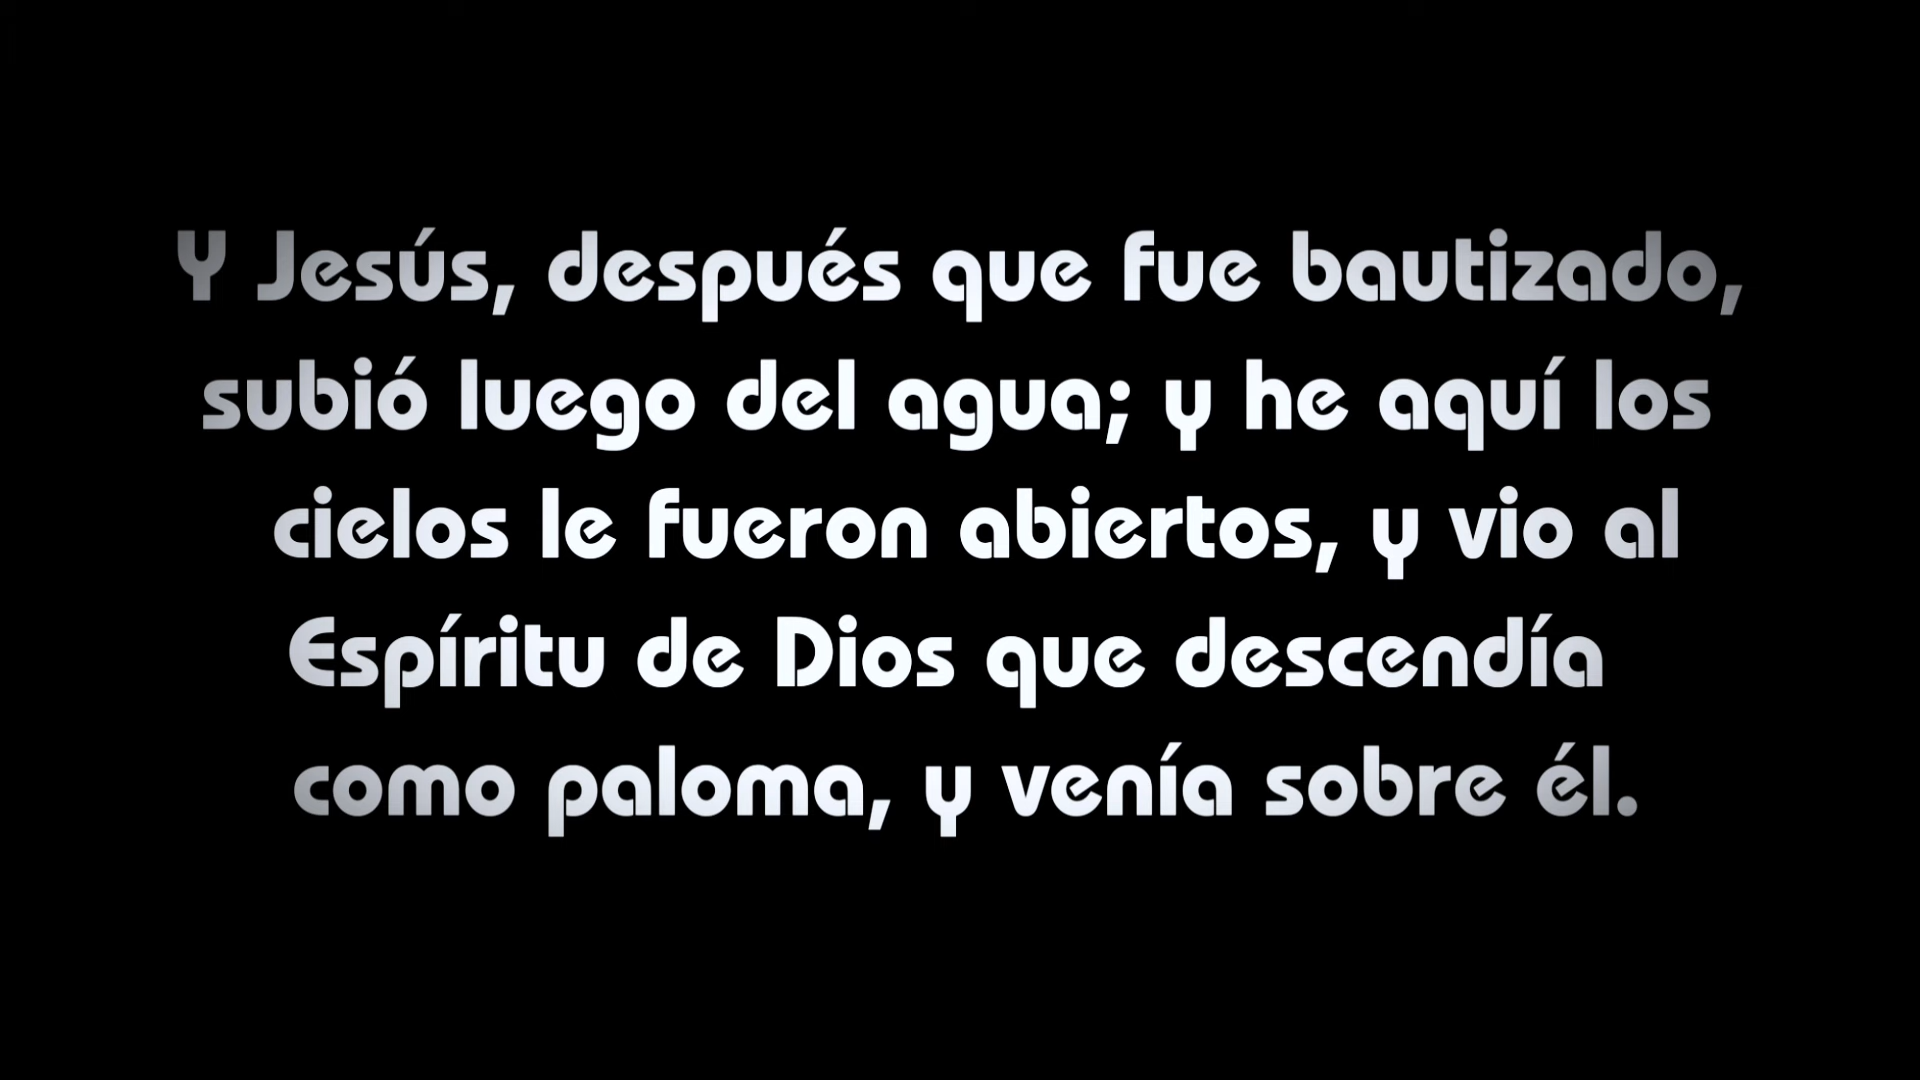 Y Jesús, después que fue bautizado,
subió luego del agua; y he aquí los
cielos le fueron abiertos, y vio al
Espíritu de Dios que descendía
como paloma, y venía sobre él.